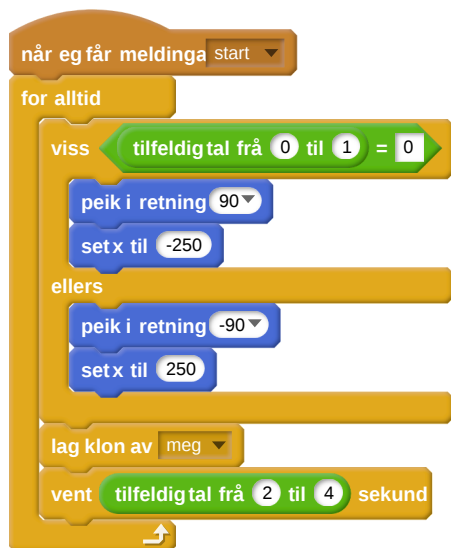 når eg får meldinga start
for alltid
viss tilfeldig tal frå 0 til 1 = 0
peik i retning 90
set x til -250
ellers
peik i retning -90
set x til 250
lag klon av meg
vent tilfeldig tal frå 2 til 4 sekund